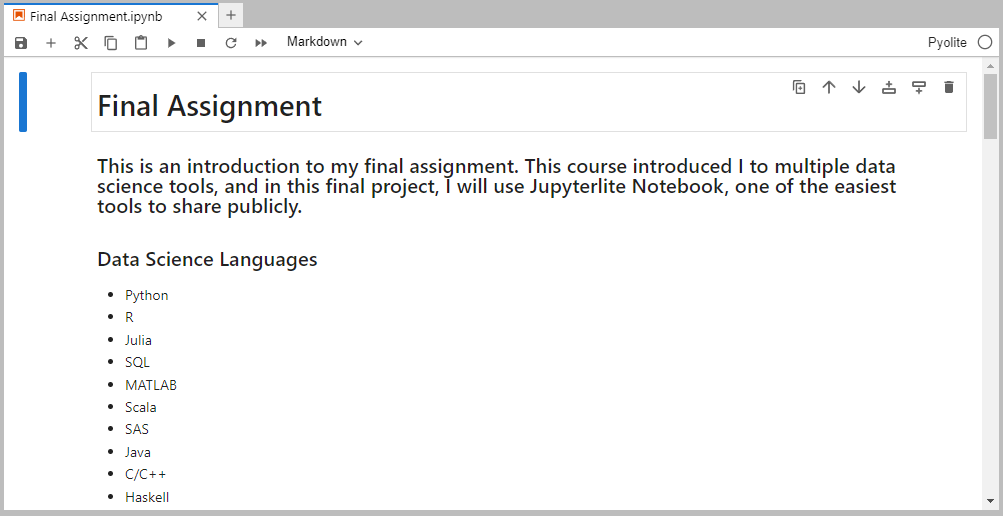 Final Assignment.ipynb
Markdown
Pyolite
Final Assignment
This is an introduction to my final assignment. This course introduced I to multiple data
science tools, and in this final project, I will use Jupyterlite Notebook, one of the easiest
tools to share publicly.
Data Science Languages
• Python
• R
• Julia
• SQL
• MATLAB
• Scala
• SAS
• Java
• C/C++
• Haskell